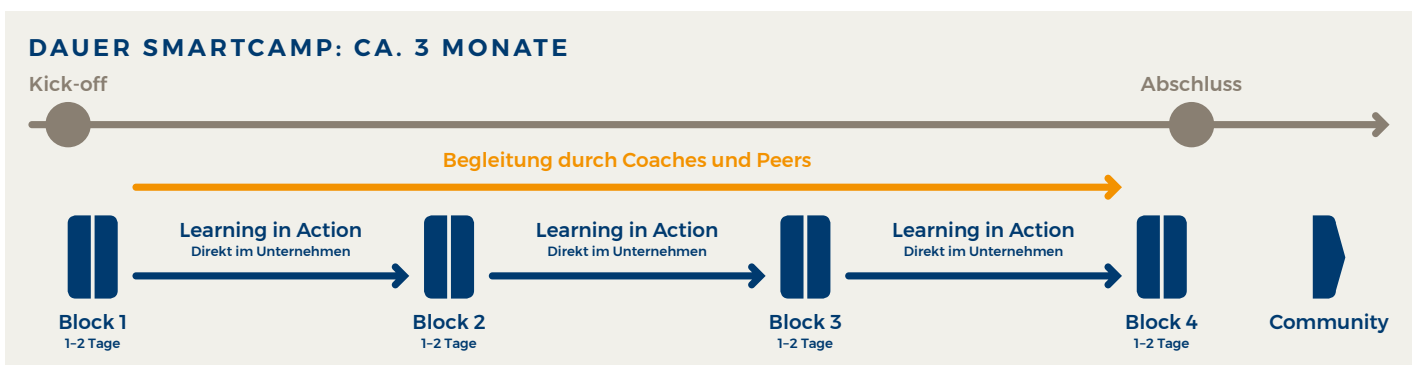 DAUER SMARTCAMP: CA. 3 MONATE
Kick-off
Abschluss
Begleitung durch Coaches und Peers
Learning in Action
Direkt im Unternehmen
Learning in Action
Direkt im Unternehmen
Learning in Action
Direkt im Unternehmen
Block 1
1–2 Tage
Block 2
1–2 Tage
Block 3
1–2 Tage
Block 4
1–2 Tage
Community